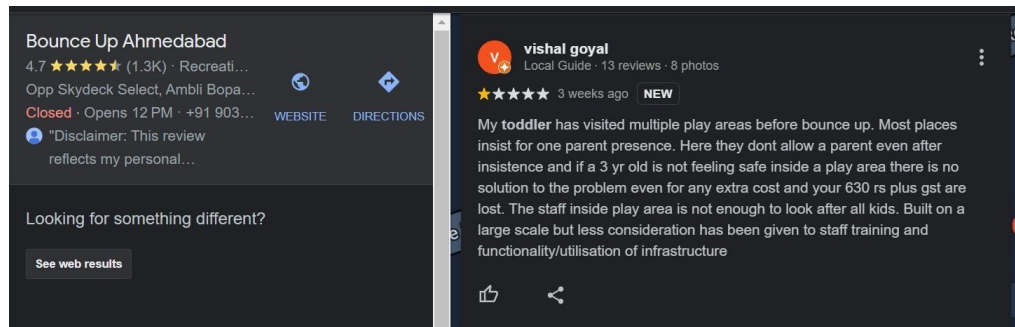 Bounce Up Ahmedabad
4.7 ★★★★★ (1.3K) · Recreati...
Opp Skydeck Select, Ambli Bopa...
Closed · Opens 12 PM · +91 903...
"Disclaimer: This review
reflects my personal...
WEBSITE
DIRECTIONS
Looking for something different?
See web results
V
vishal goyal
Local Guide · 13 reviews · 8 photos
★★★★★ 3 weeks ago NEW
My toddler has visited multiple play areas before bounce up. Most places
insist for one parent presence. Here they dont allow a parent even after
insistence and if a 3 yr old is not feeling safe inside a play area there is no
solution to the problem even for any extra cost and your 630 rs plus gst are
lost. The staff inside play area is not enough to look after all kids. Built on a
large scale but less consideration has been given to staff training and
functionality/utilisation of infrastructure